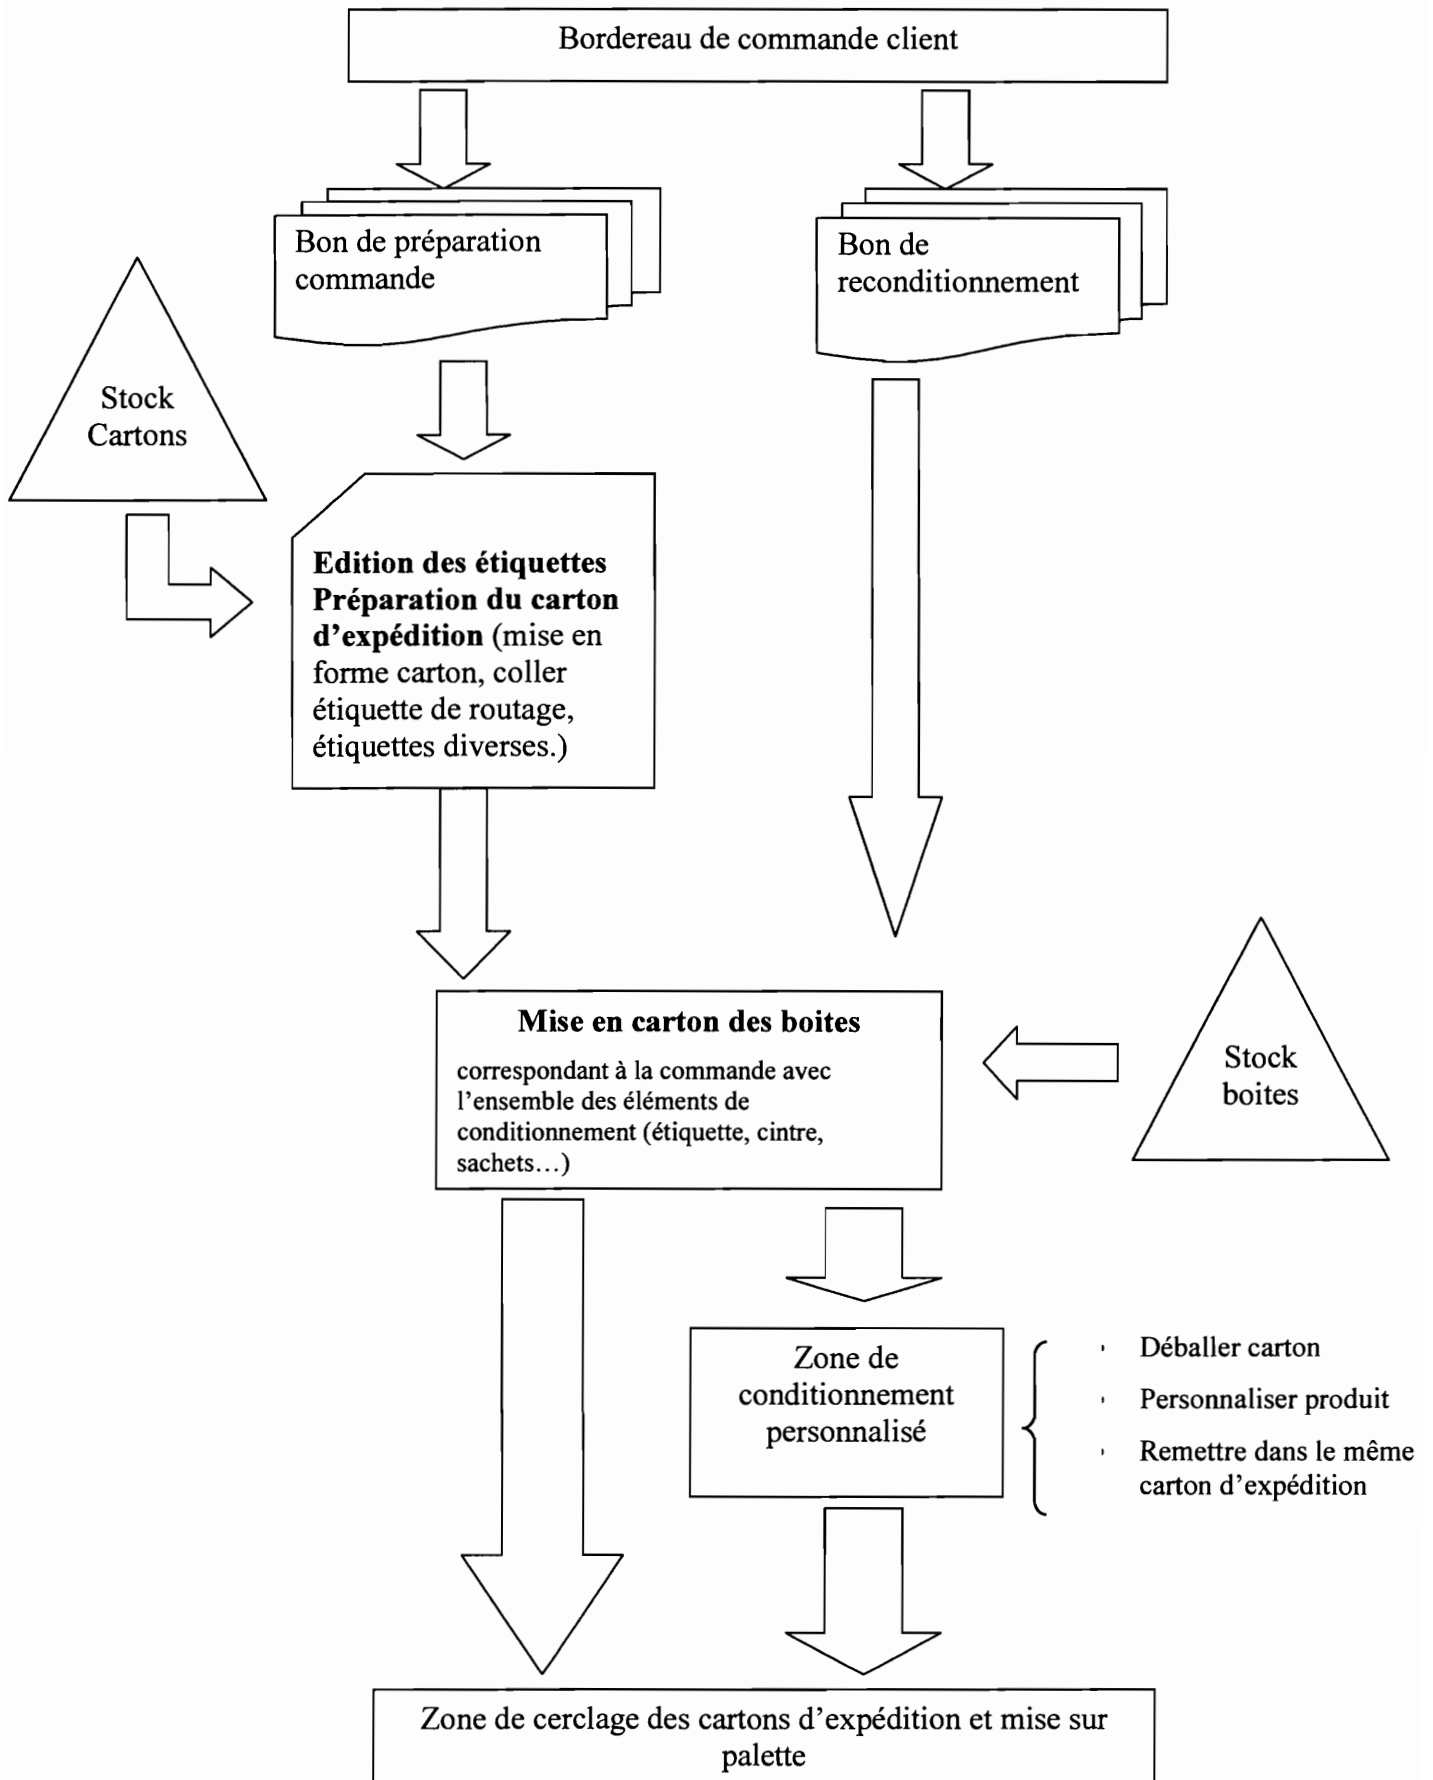 Bordereau de commande client
Bon de préparation
commande
Bon de
reconditionnement
Stock
Cartons
Edition des étiquettes
Préparation du carton
d’expédition (mise en
forme carton, coller
étiquette de routage,
étiquettes diverses.)
Mise en carton des boites
correspondant à la commande avec
l’ensemble des éléments de
conditionnement (étiquette, cintre,
sachets…)
Stock
boites
Zone de
conditionnement
personnalisé
Déballer carton
Personnaliser produit
Remettre dans le même
carton d’expédition
Zone de cerclage des cartons d’expédition et mise sur
palette